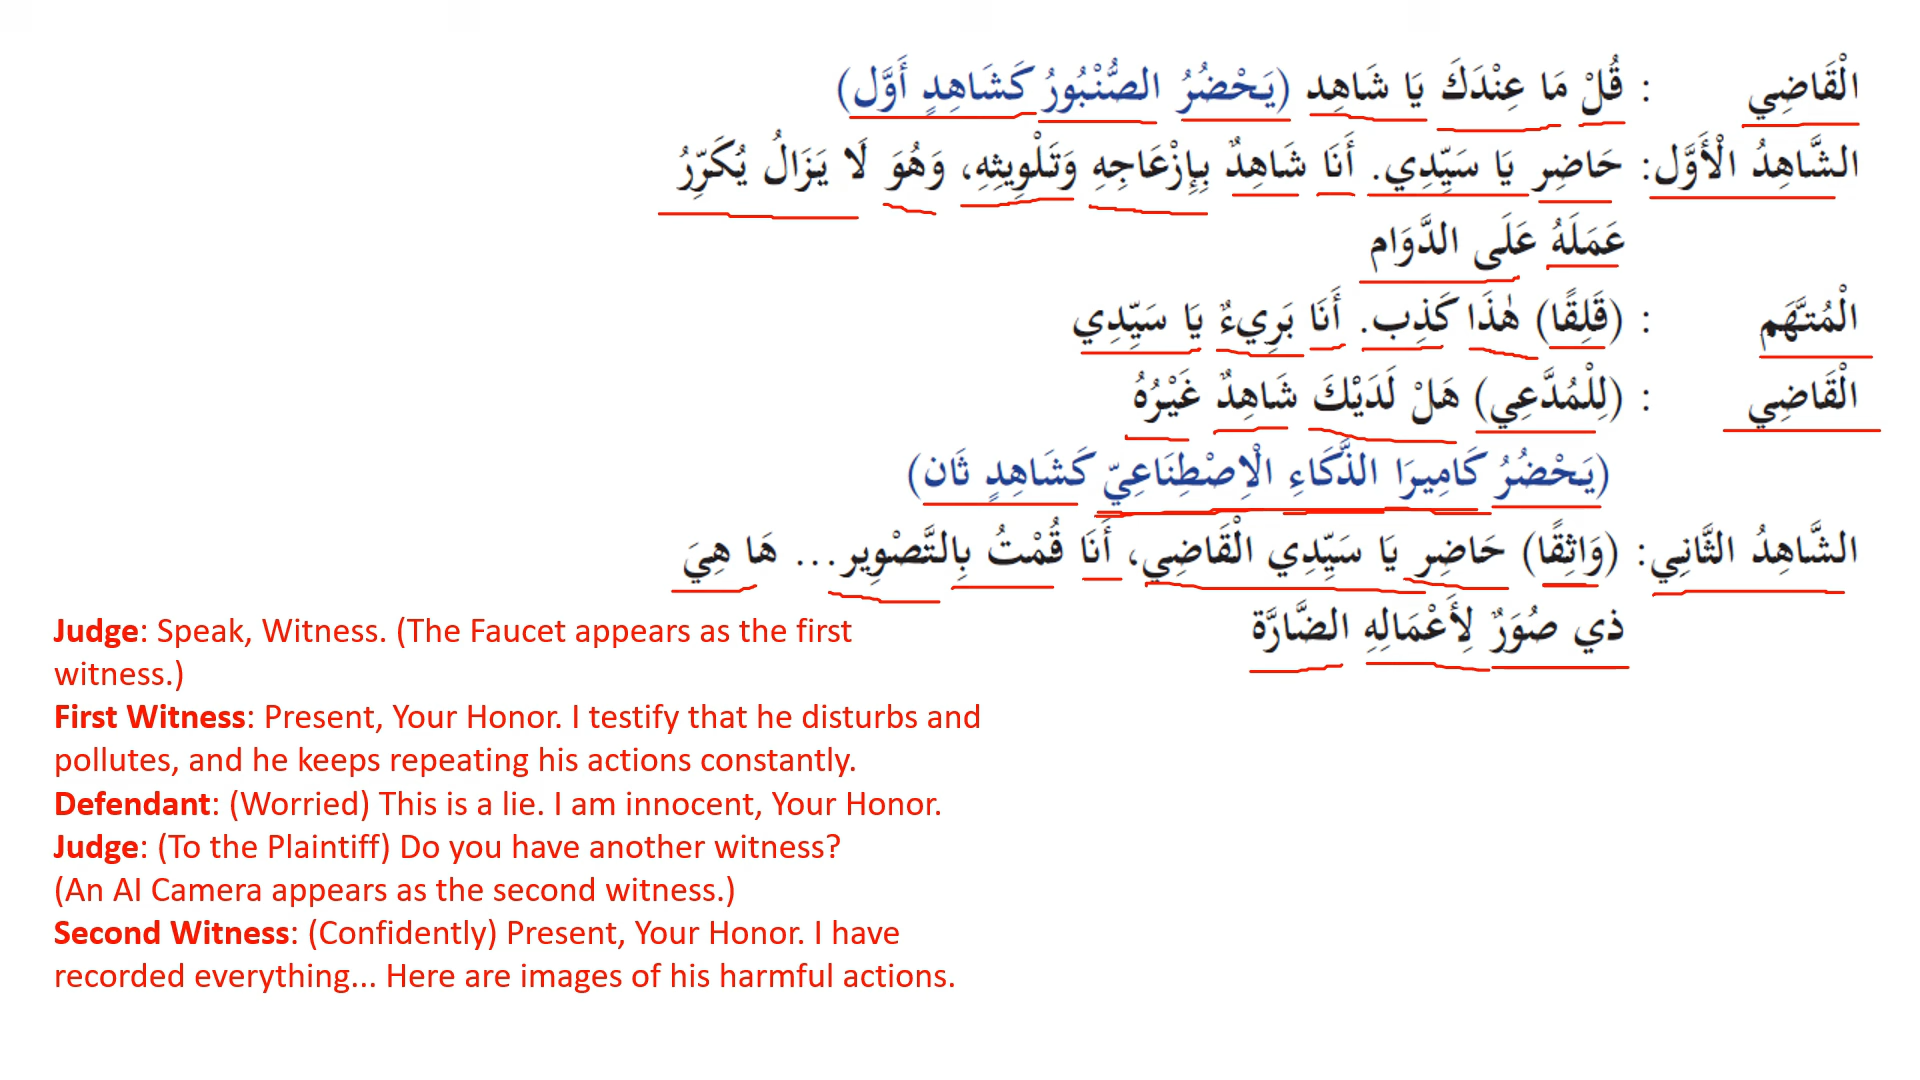 الْقَاضِي : قُلْ مَا عِنْدَكَ يَا شَاهِد (يَحْضُرُ الصُّنْبُورُ كَشَاهِدٍ أَوَّل)
الشَّاهِدُ الْأَوَّل: حَاضِر يَا سَيِّدِي. أَنَا شَاهِدٌ بِإِزْعَاجِهِ وَتَلْوِيثِهِ، وَهُوَ لَا يَزَالُ يُكَرِّرُ
عَمَلَهُ عَلَى الدَّوَام
الْمُتَّهَم : (قَلِقًا) هٰذَا كَذِب. أَنَا بَرِيءٌ يَا سَيِّدِي
الْقَاضِي : (لِلْمُدَّعِي) هَلْ لَدَيْكَ شَاهِدٌ غَيْرُهُ
(يَحْضُرُ كَامِيرَا الذَّكَاءِ الْاِصْطِنَاعِيّ كَشَاهِدٍ ثَان)
الشَّاهِدُ الثَّانِي: (وَاثِقًا) حَاضِر يَا سَيِّدِي الْقَاضِي، أَنَا قُمْتُ بِالتَّصْوِير... هَا هِيَ
ذي صُوَرٌ لِأَعْمَالِهِ الضَّارَّة
Judge: Speak, Witness. (The Faucet appears as the first
witness.)
First Witness: Present, Your Honor. I testify that he disturbs and
pollutes, and he keeps repeating his actions constantly.
Defendant: (Worried) This is a lie. I am innocent, Your Honor.
Judge: (To the Plaintiff) Do you have another witness?
(An AI Camera appears as the second witness.)
Second Witness: (Confidently) Present, Your Honor. I have
recorded everything... Here are images of his harmful actions.